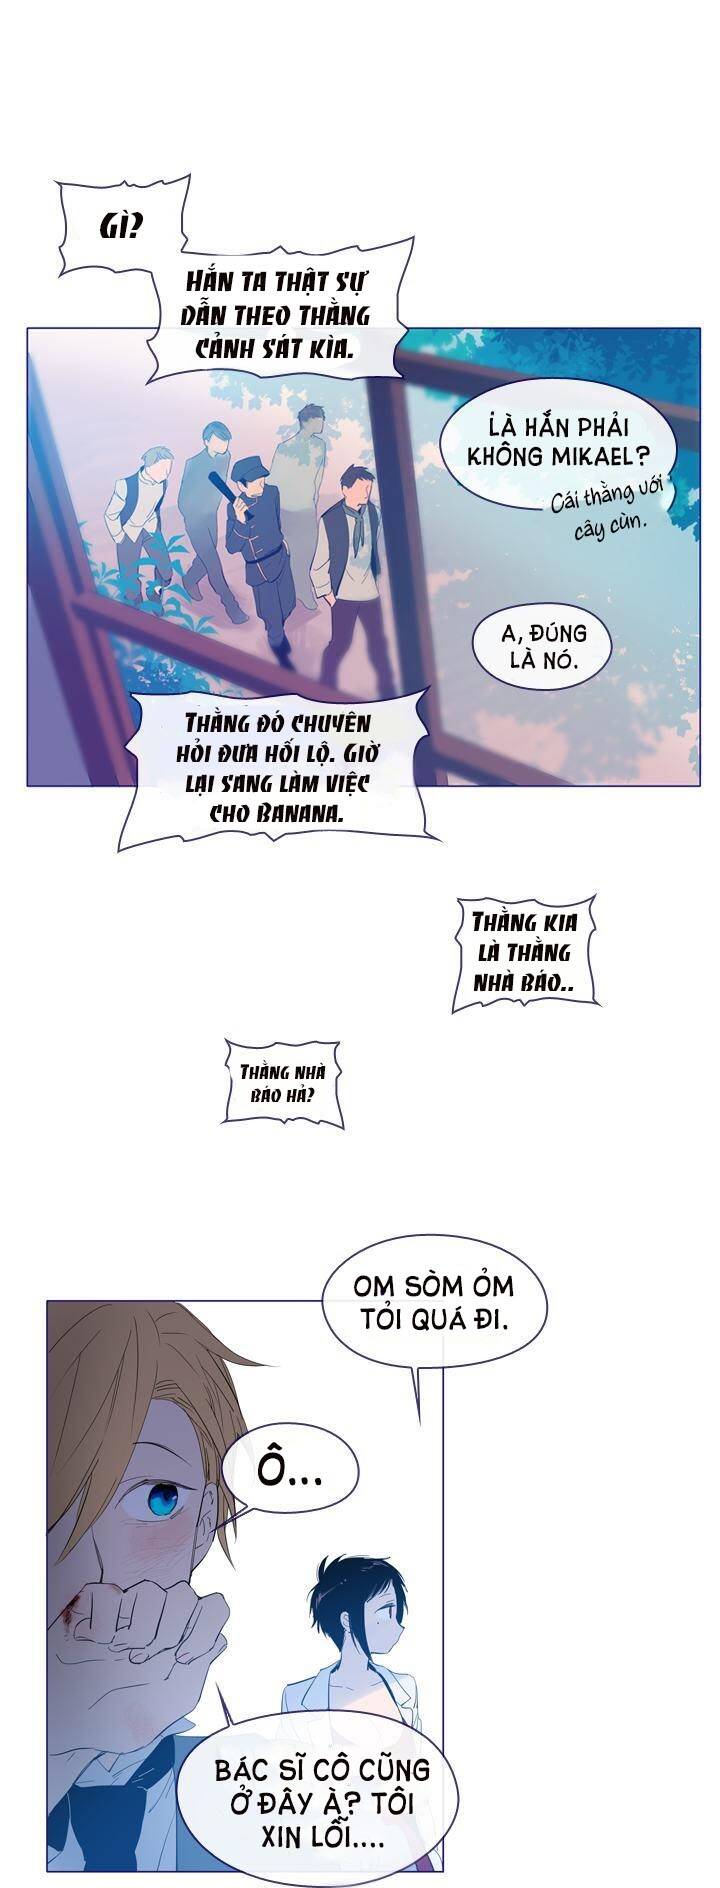 GÌ?
HẮN TA THẬT SỰ
DẪN THEO THẰNG
CẢNH SÁT KÌA.
LÀ HẮN PHẢI
KHÔNG MIKAEL?
Cái thằng với
cây cùn.
A, ĐÚNG
LÀ NÓ.
THẰNG ĐÓ CHUYÊN
HỎI ĐƯA HỐI LỘ. GIỜ
LẠI SANG LÀM VIỆC
CHO BANANA.
THẰNG KIA
LÀ THẰNG
NHÀ BÁO..
THẰNG NHÀ
BÁO HẢ?
OM SÒM ỎM
TỎI QUÁ ĐI.
Ô...
BÁC SĨ CÔ CŨNG
Ở ĐÂY À? TÔI
XIN LỖI....